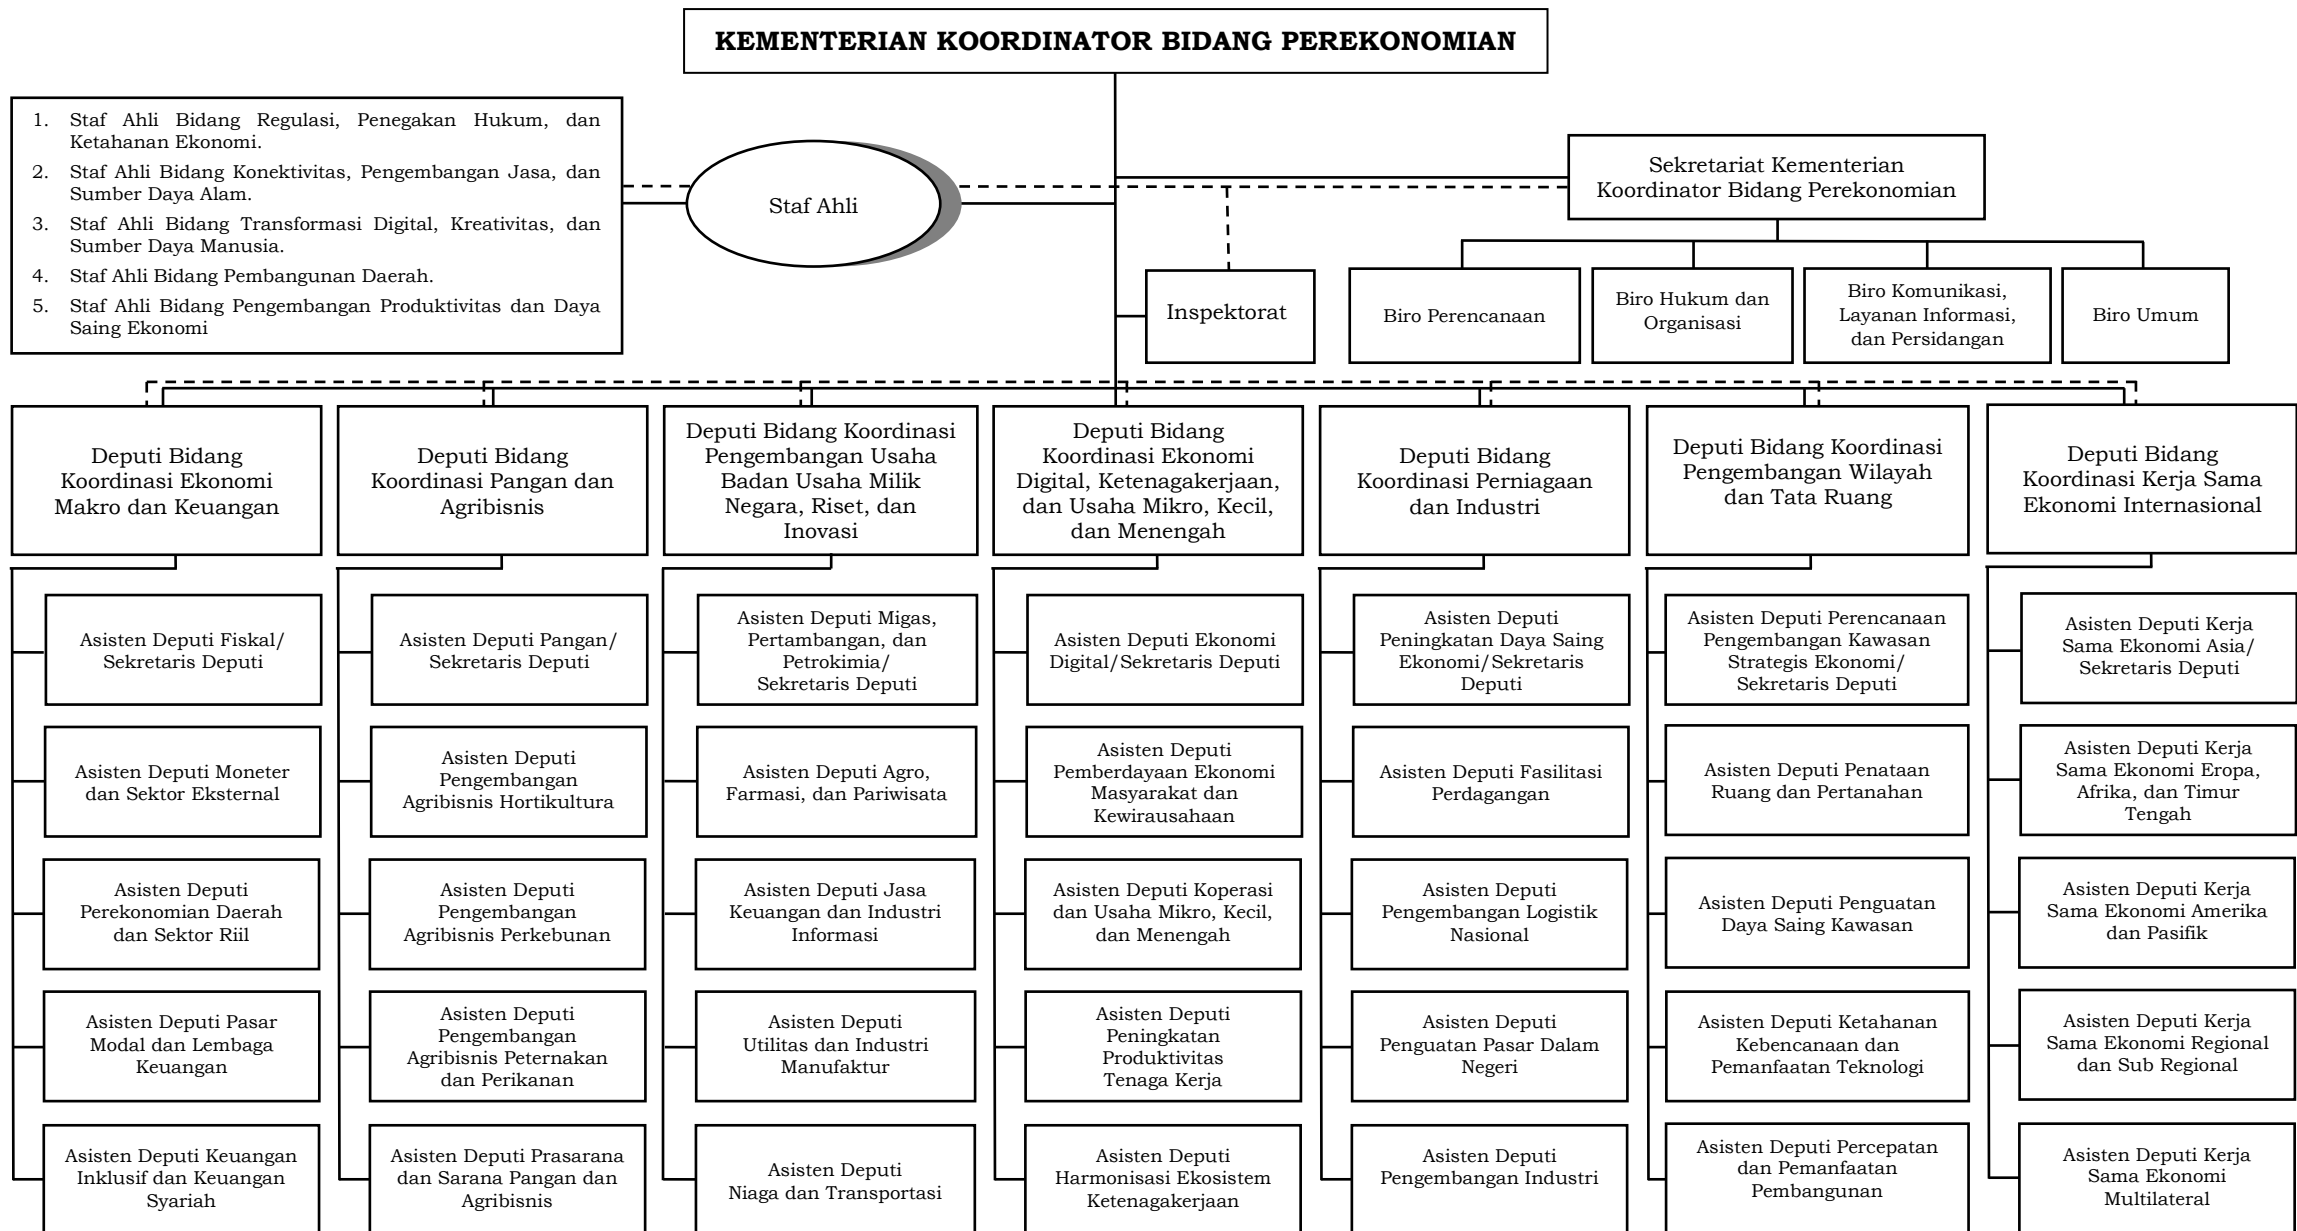 KEMENTERIAN KOORDINATOR BIDANG PEREKONOMIAN
1. Staf Ahli Bidang Regulasi, Penegakan Hukum, dan
Ketahanan Ekonomi.
2. Staf Ahli Bidang Konektivitas, Pengembangan Jasa, dan
Sumber Daya Alam.
3. Staf Ahli Bidang Transformasi Digital, Kreativitas, dan
Sumber Daya Manusia.
4. Staf Ahli Bidang Pembangunan Daerah.
5. Staf Ahli Bidang Pengembangan Produktivitas dan Daya
Saing Ekonomi
Staf Ahli
Sekretariat Kementerian
Koordinator Bidang Perekonomian
Inspektorat
Biro Perencanaan
Biro Hukum dan
Organisasi
Biro Komunikasi,
Layanan Informasi,
dan Persidangan
Biro Umum
Deputi Bidang
Koordinasi Ekonomi
Makro dan Keuangan
Deputi Bidang
Koordinasi Pangan dan
Agribisnis
Deputi Bidang Koordinasi
Pengembangan Usaha
Badan Usaha Milik
Negara, Riset, dan
Inovasi
Deputi Bidang
Koordinasi Ekonomi
Digital, Ketenagakerjaan,
dan Usaha Mikro, Kecil,
dan Menengah
Deputi Bidang
Koordinasi Perniagaan
dan Industri
Deputi Bidang Koordinasi
Pengembangan Wilayah
dan Tata Ruang
Deputi Bidang
Koordinasi Kerja Sama
Ekonomi Internasional
Asisten Deputi Fiskal/
Sekretaris Deputi
Asisten Deputi Pangan/
Sekretaris Deputi
Asisten Deputi Migas,
Pertambangan, dan
Petrokimia/
Sekretaris Deputi
Asisten Deputi Ekonomi
Digital/Sekretaris Deputi
Asisten Deputi
Peningkatan Daya Saing
Ekonomi/Sekretaris
Deputi
Asisten Deputi Perencanaan
Pengembangan Kawasan
Strategis Ekonomi/
Sekretaris Deputi
Asisten Deputi Kerja
Sama Ekonomi Asia/
Sekretaris Deputi
Asisten Deputi Moneter
dan Sektor Eksternal
Asisten Deputi
Pengembangan
Agribisnis Hortikultura
Asisten Deputi Agro,
Farmasi, dan Pariwisata
Asisten Deputi
Pemberdayaan Ekonomi
Masyarakat dan
Kewirausahaan
Asisten Deputi Fasilitasi
Perdagangan
Asisten Deputi Penataan
Ruang dan Pertanahan
Asisten Deputi Kerja
Sama Ekonomi Eropa,
Afrika, dan Timur
Tengah
Asisten Deputi
Perekonomian Daerah
dan Sektor Riil
Asisten Deputi
Pengembangan
Agribisnis Perkebunan
Asisten Deputi Jasa
Keuangan dan Industri
Informasi
Asisten Deputi Koperasi
dan Usaha Mikro, Kecil,
dan Menengah
Asisten Deputi
Pengembangan Logistik
Nasional
Asisten Deputi Penguatan
Daya Saing Kawasan
Asisten Deputi Kerja
Sama Ekonomi Amerika
dan Pasifik
Asisten Deputi Pasar
Modal dan Lembaga
Keuangan
Asisten Deputi
Pengembangan
Agribisnis Peternakan
dan Perikanan
Asisten Deputi
Utilitas dan Industri
Manufaktur
Asisten Deputi
Peningkatan
Produktivitas
Tenaga Kerja
Asisten Deputi
Penguatan Pasar Dalam
Negeri
Asisten Deputi Ketahanan
Kebencanaan dan
Pemanfaatan Teknologi
Asisten Deputi Kerja
Sama Ekonomi Regional
dan Sub Regional
Asisten Deputi Keuangan
Inklusif dan Keuangan
Syariah
Asisten Deputi Prasarana
dan Sarana Pangan dan
Agribisnis
Asisten Deputi
Niaga dan Transportasi
Asisten Deputi
Harmonisasi Ekosistem
Ketenagakerjaan
Asisten Deputi
Pengembangan Industri
Asisten Deputi Percepatan
dan Pemanfaatan
Pembangunan
Asisten Deputi Kerja
Sama Ekonomi
Multilateral